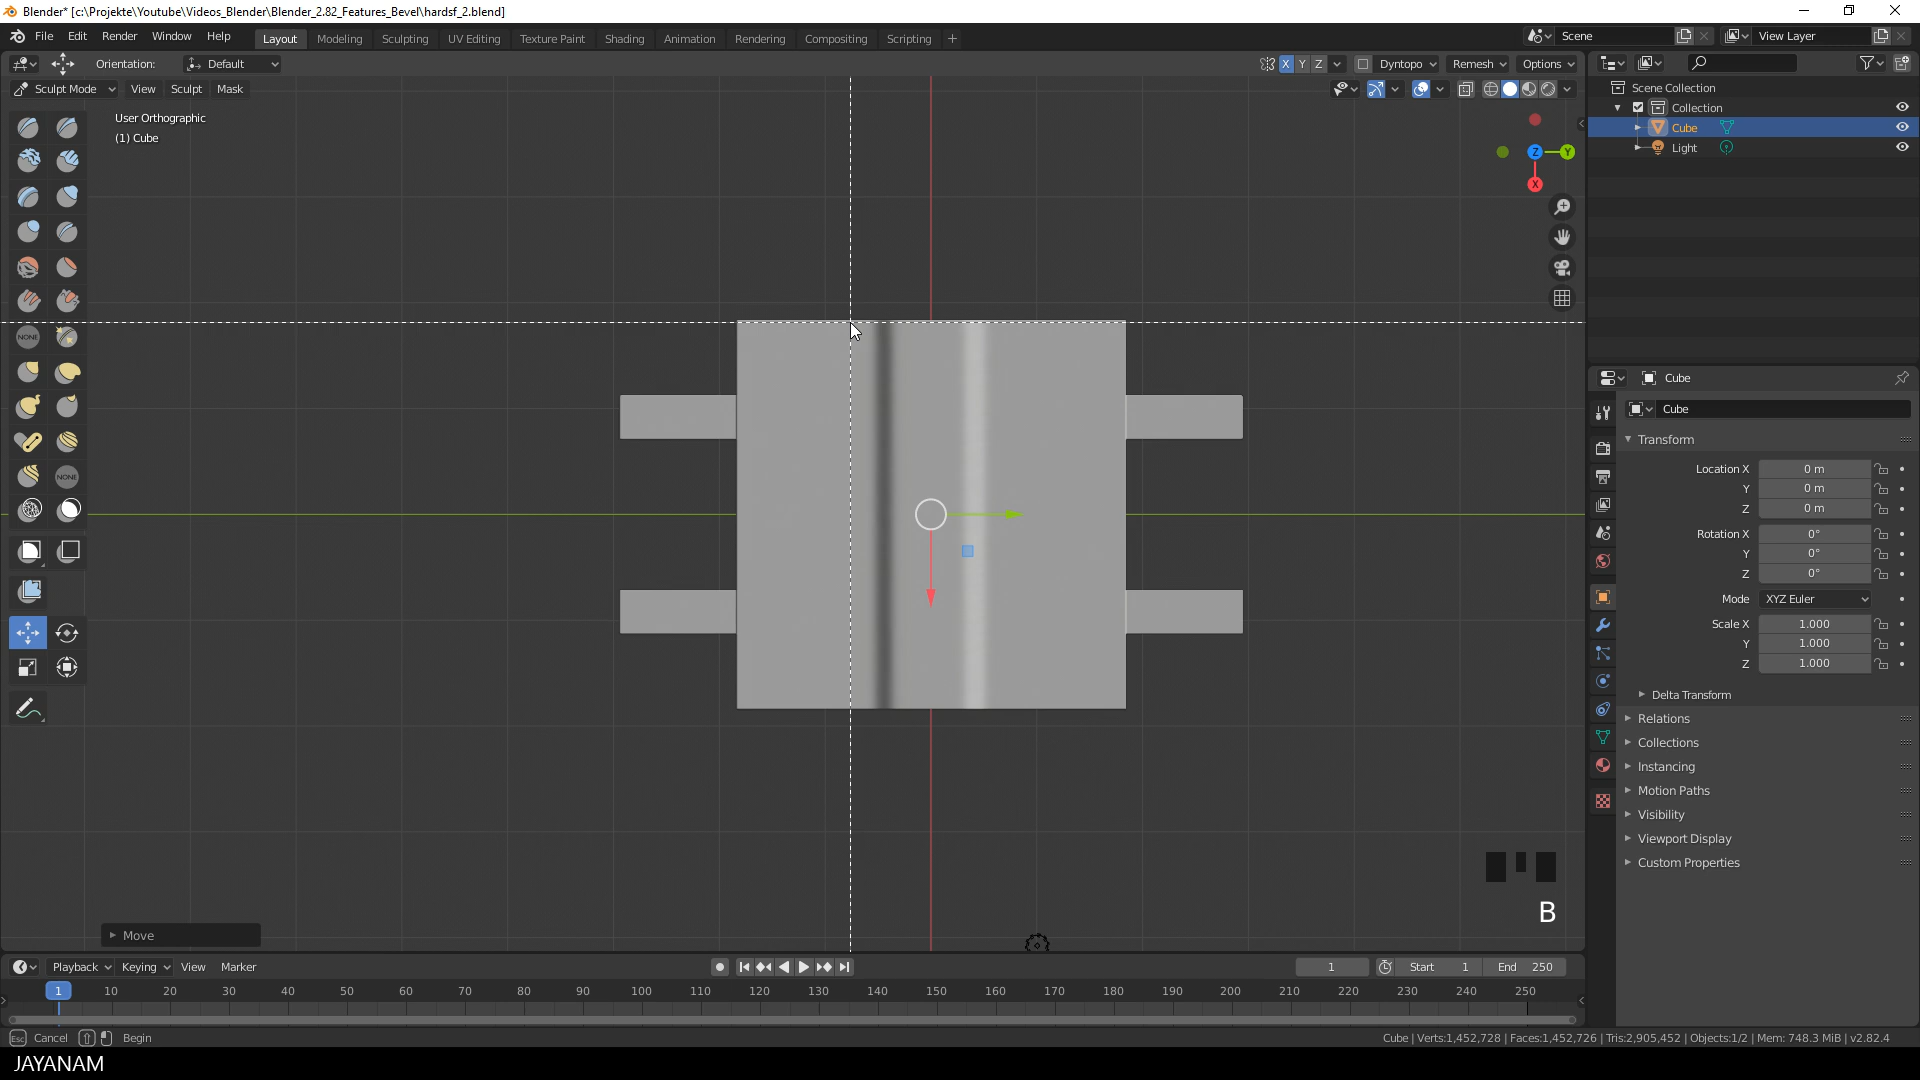 Blender* [c:\Projekte\Youtube\Videos_Blender\Blender_2.82_Features_Bevel\hardsf_2.blend]
File Edit Render Window Help Layout Modeling Sculpting UV Editing Texture Paint Shading Animation Rendering Compositing Scripting + Scene View Layer
Orientation: Default X Y Z Dyntopo Remesh Options
Sculpt Mode View Sculpt Mask
User Orthographic
(1) Cube
Scene Collection
Collection
Cube
Light
Z Y
X
NONE
NONE
Cube
Cube
Transform
Location X 0 m
Y 0 m
Z 0 m
Rotation X 0°
Y 0°
Z 0°
Mode XYZ Euler
Scale X 1.000
Y 1.000
Z 1.000
Delta Transform
Relations
Collections
Instancing
Motion Paths
Visibility
Viewport Display
Custom Properties
B
Move
Playback Keying View Marker 1 Start 1 End 250
1 10 20 30 40 50 60 70 80 90 100 110 120 130 140 150 160 170 180 190 200 210 220 230 240 250
Esc Cancel Begin Cube | Verts:1,452,728 | Faces:1,452,726 | Tris:2,905,452 | Objects:1/2 | Mem: 748.3 MiB | v2.82.4
JAYANAM